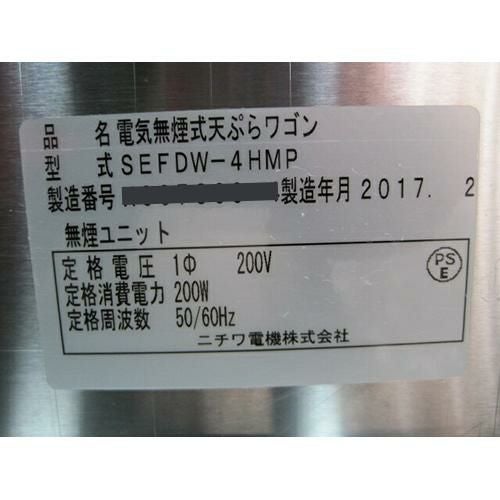 品名 電気無煙式天ぷらワゴン
型式 SEFDW-4HMP
製造番号 製造年月 2017. 2
無煙ユニット
定格電圧 1Φ 200V
定格消費電力 200W
定格周波数 50/60Hz
PS E
ニチワ電機株式会社